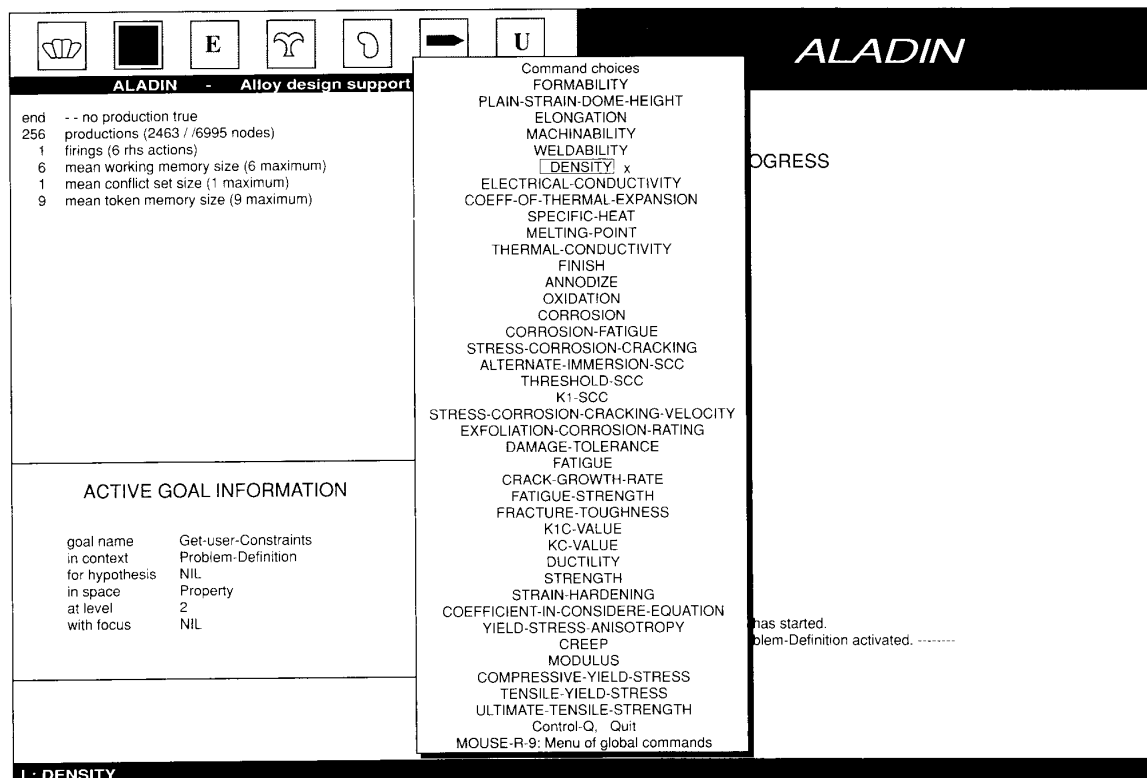 E
U
ALADIN
ALADIN - Alloy design support
end -- no production true
256 productions (2463 / /6995 nodes)
1 firings (6 rhs actions)
6 mean working memory size (6 maximum)
1 mean conflict set size (1 maximum)
9 mean token memory size (9 maximum)
Command choices
FORMABILITY
PLAIN-STRAIN-DOME-HEIGHT
ELONGATION
MACHINABILITY
WELDABILITY
DENSITY x
ELECTRICAL-CONDUCTIVITY
COEFF-OF-THERMAL-EXPANSION
SPECIFIC-HEAT
MELTING-POINT
THERMAL-CONDUCTIVITY
FINISH
ANNODIZE
OXIDATION
CORROSION
CORROSION-FATIGUE
STRESS-CORROSION-CRACKING
ALTERNATE-IMMERSION-SCC
THRESHOLD-SCC
K1-SCC
STRESS-CORROSION-CRACKING-VELOCITY
EXFOLIATION-CORROSION-RATING
DAMAGE-TOLERANCE
FATIGUE
CRACK-GROWTH-RATE
FATIGUE-STRENGTH
FRACTURE-TOUGHNESS
K1C-VALUE
KC-VALUE
DUCTILITY
STRENGTH
STRAIN-HARDENING
COEFFICIENT-IN-CONSIDERE-EQUATION
YIELD-STRESS-ANISOTROPY
CREEP
MODULUS
COMPRESSIVE-YIELD-STRESS
TENSILE-YIELD-STRESS
ULTIMATE-TENSILE-STRENGTH
Control-Q, Quit
MOUSE-R-9: Menu of global commands
OGRESS
has started.
blem-Definition activated. --------
ACTIVE GOAL INFORMATION
goal name Get-user-Constraints
in context Problem-Definition
for hypothesis NIL
in space Property
at level 2
with focus NIL
L: DENSITY